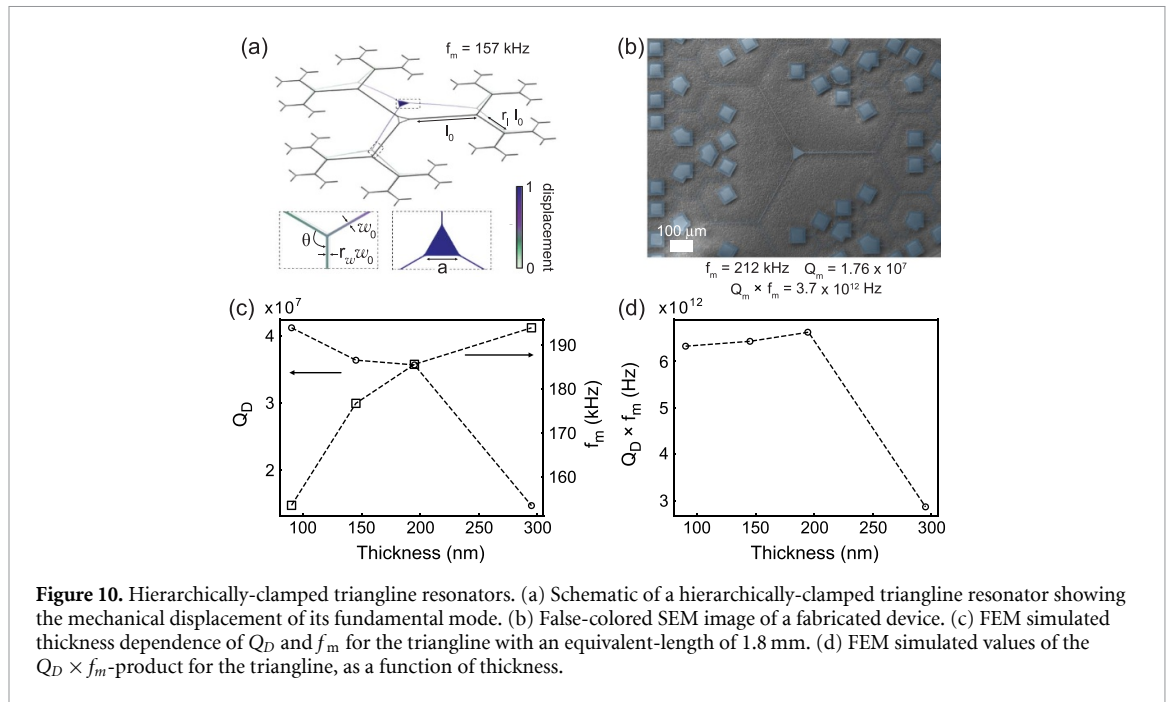 (a)
f_m = 157 kHz
l_0
r_l l_0
θ
w_0
r_w w_0
a
1
displacement
0
(b)
100 μm
f_m = 212 kHz Q_m = 1.76 x 10^7
Q_m × f_m = 3.7 x 10^12 Hz
(c)
x10^7
4
3
2
Q_D
190
180
170
160
f_m (kHz)
100 150 200 250 300
Thickness (nm)
(d)
x10^12
6
5
4
3
Q_D × f_m (Hz)
100 150 200 250 300
Thickness (nm)
Figure 10. Hierarchically-clamped triangline resonators. (a) Schematic of a hierarchically-clamped triangline resonator showing
the mechanical displacement of its fundamental mode. (b) False-colored SEM image of a fabricated device. (c) FEM simulated
thickness dependence of Q_D and f_m for the triangline with an equivalent-length of 1.8 mm. (d) FEM simulated values of the
Q_D × f_m-product for the triangline, as a function of thickness.